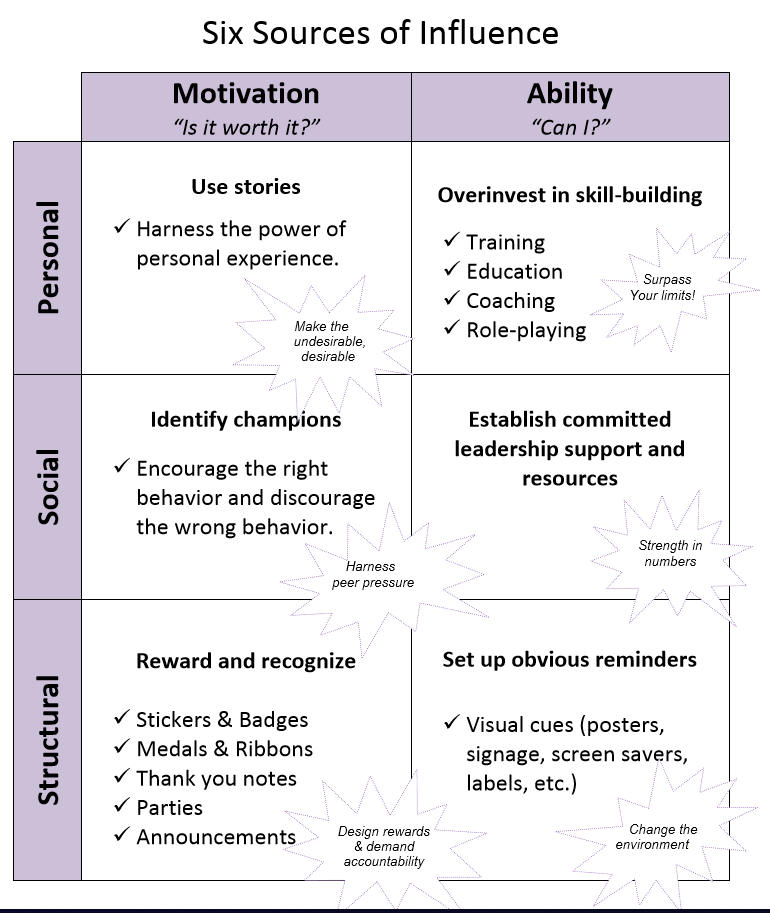 Six Sources of Influence
Motivation
“Is it worth it?”
Ability
“Can I?”
Personal
Use stories
✓ Harness the power of
personal experience.
Make the
undesirable,
desirable
Overinvest in skill-building
✓ Training
✓ Education
✓ Coaching
✓ Role-playing
Surpass
Your limits!
Social
Identify champions
✓ Encourage the right
behavior and discourage
the wrong behavior.
Harness
peer pressure
Establish committed
leadership support and
resources
Strength in
numbers
Structural
Reward and recognize
✓ Stickers & Badges
✓ Medals & Ribbons
✓ Thank you notes
✓ Parties
✓ Announcements
Design rewards
& demand
accountability
Set up obvious reminders
✓ Visual cues (posters,
signage, screen savers,
labels, etc.)
Change the
environment